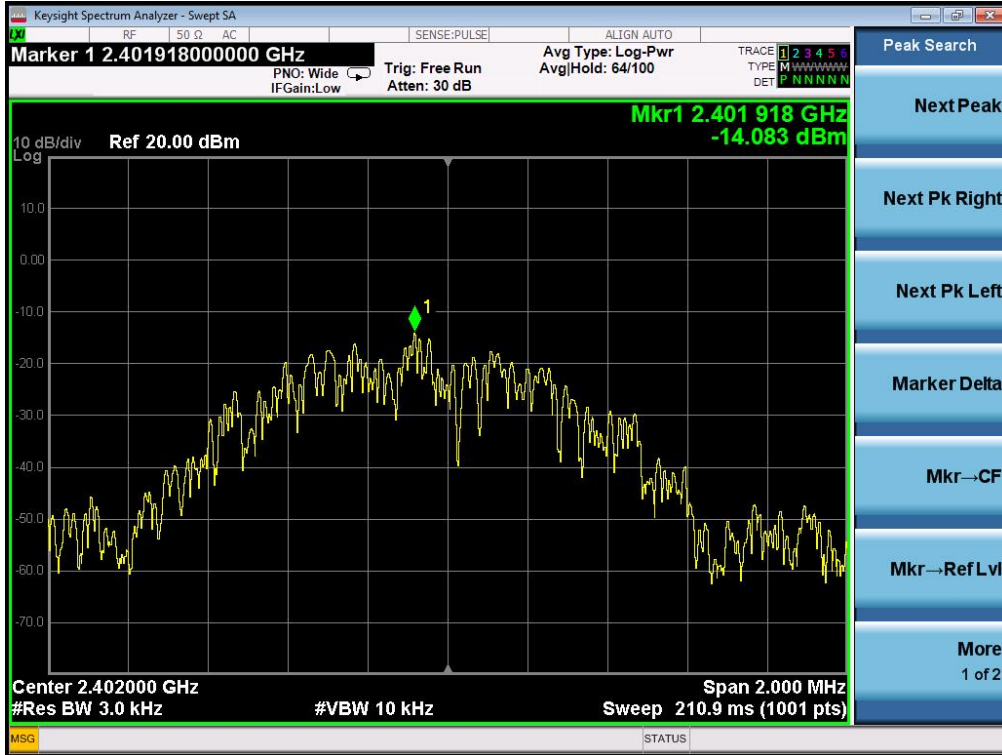 Keysight Spectrum Analyzer - Swept SA
LXI RF 50 Ω AC SENSE:PULSE ALIGN AUTO
Marker 1 2.401918000000 GHz
PNO: Wide
IFGain:Low
Trig: Free Run
Atten: 30 dB
Avg Type: Log-Pwr
Avg|Hold: 64/100
TRACE 1 2 3 4 5 6
TYPE M W W W W W
DET P N N N N N
Mkr1 2.401 918 GHz
-14.083 dBm
10 dB/div Ref 20.00 dBm
Log
10.0
0.00
-10.0
-20.0
-30.0
-40.0
-50.0
-60.0
-70.0
1
Center 2.402000 GHz
Span 2.000 MHz
#Res BW 3.0 kHz
#VBW 10 kHz
Sweep 210.9 ms (1001 pts)
MSG
STATUS
Peak Search
Next Peak
Next Pk Right
Next Pk Left
Marker Delta
Mkr→CF
Mkr→Ref Lvl
More
1 of 2